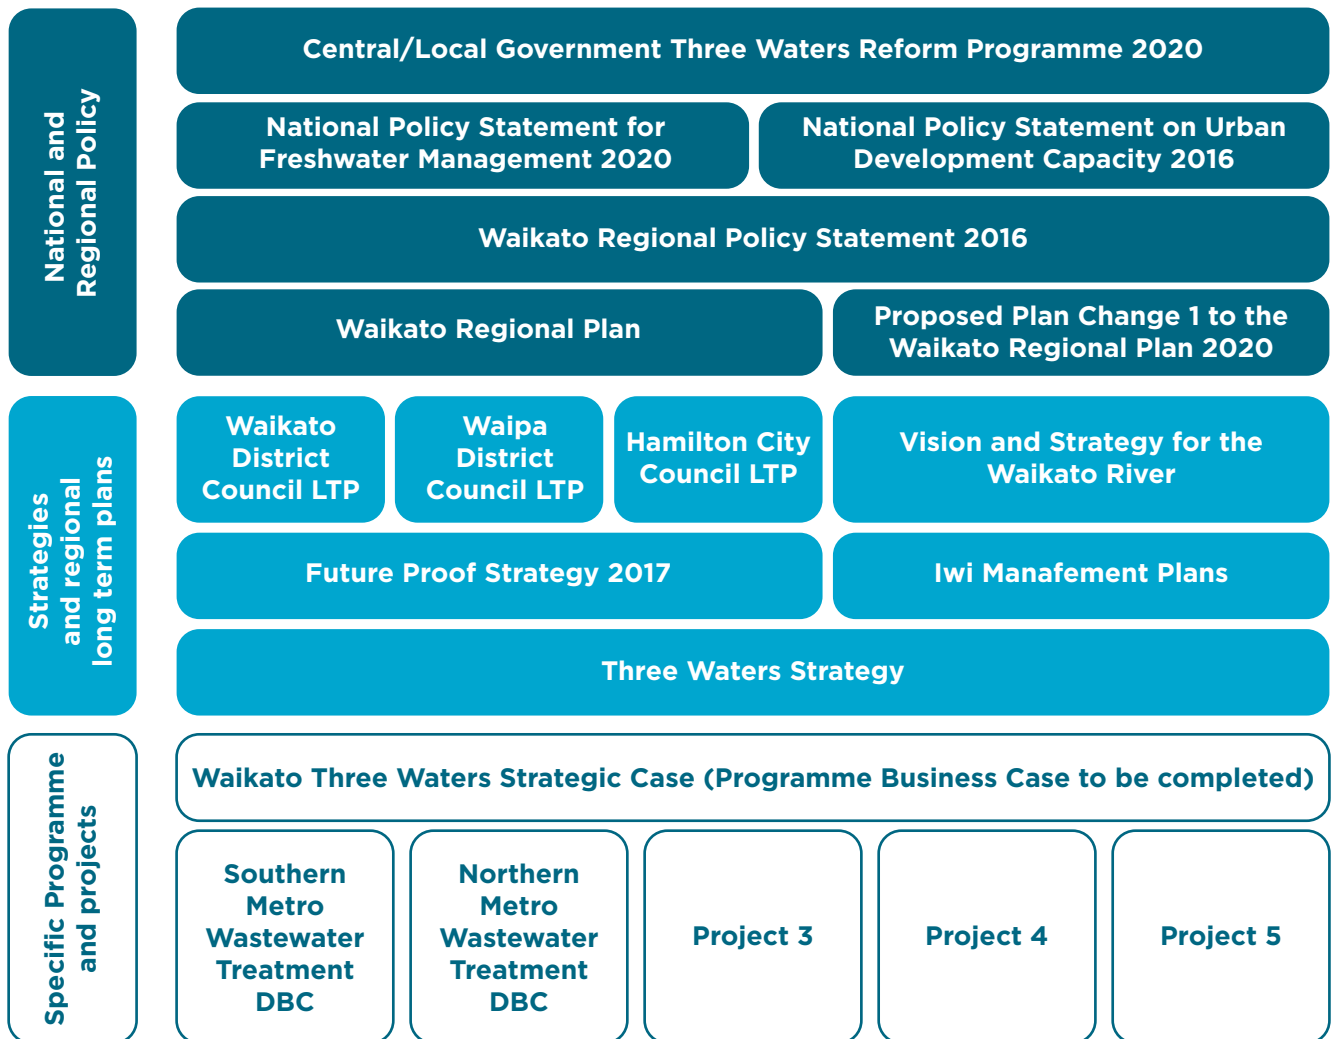 National and
Regional Policy
Central/Local Government Three Waters Reform Programme 2020
National Policy Statement for
Freshwater Management 2020
National Policy Statement on Urban
Development Capacity 2016
Waikato Regional Policy Statement 2016
Waikato Regional Plan
Proposed Plan Change 1 to the
Waikato Regional Plan 2020
Strategies
and regional
long term plans
Waikato
District
Council LTP
Waipa
District
Council LTP
Hamilton City
Council LTP
Vision and Strategy for the
Waikato River
Future Proof Strategy 2017
Iwi Manafement Plans
Three Waters Strategy
Specific Programme
and projects
Waikato Three Waters Strategic Case (Programme Business Case to be completed)
Southern
Metro
Wastewater
Treatment
DBC
Northern
Metro
Wastewater
Treatment
DBC
Project 3
Project 4
Project 5